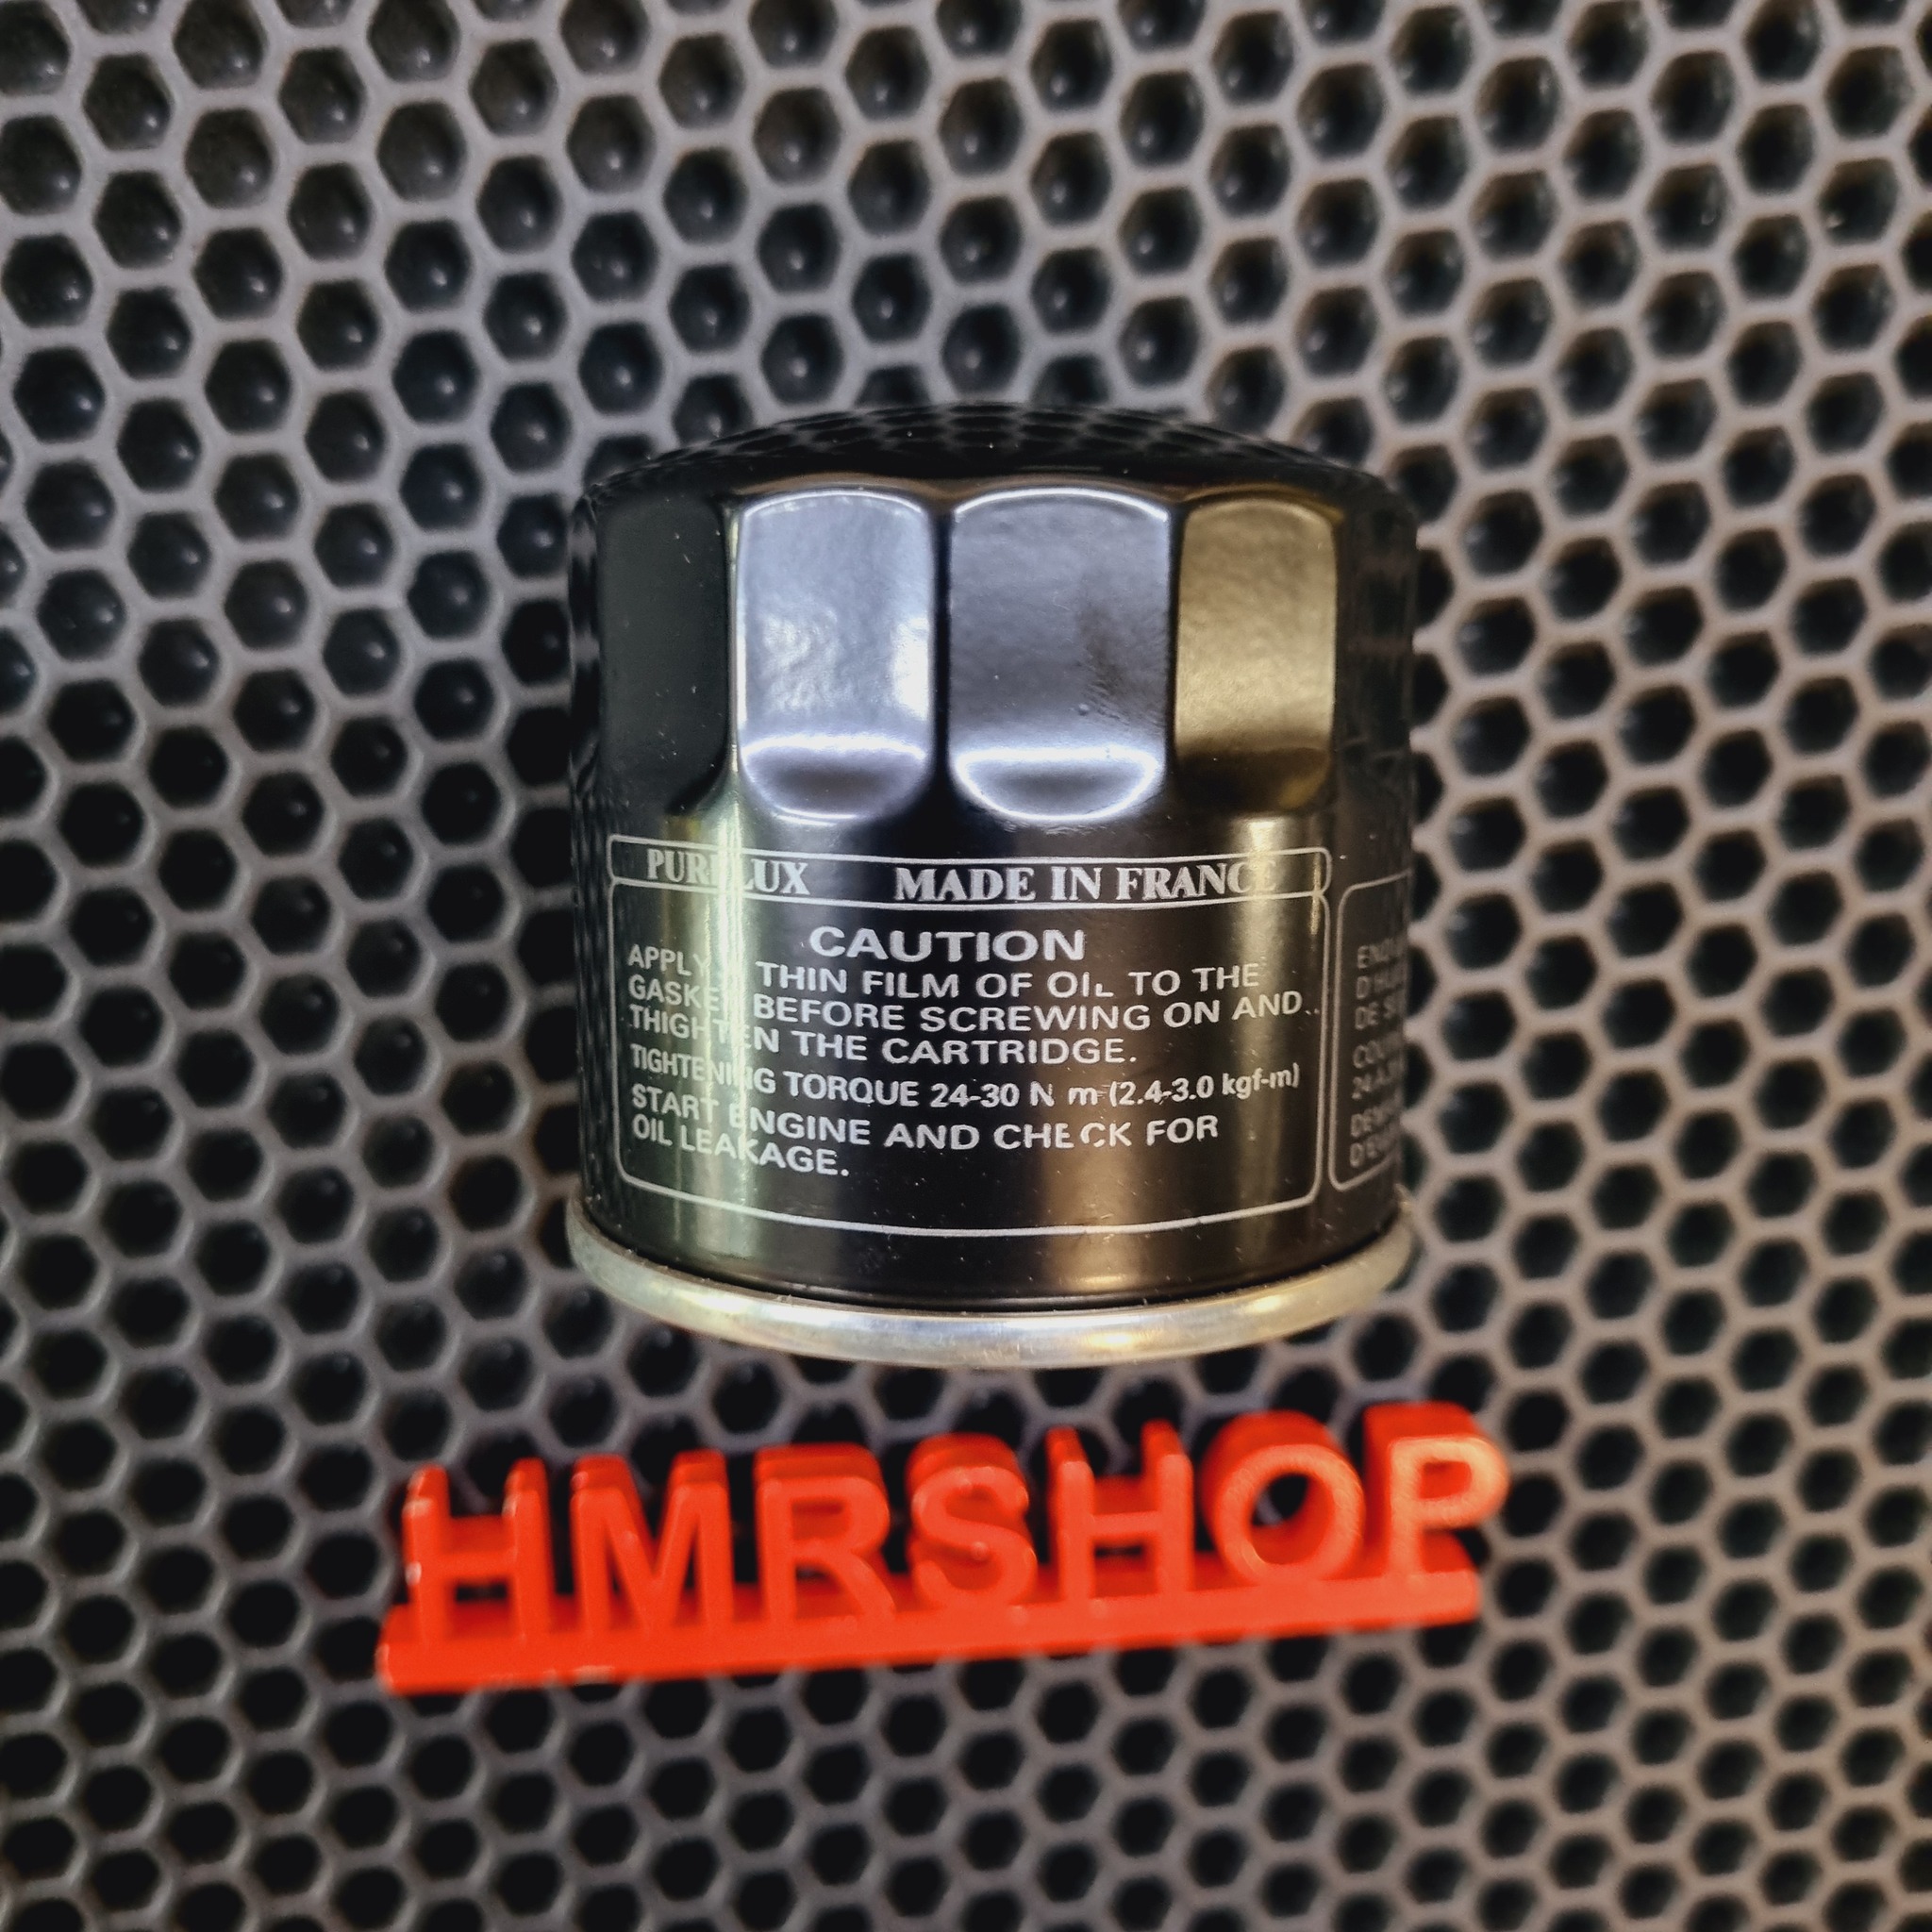 PURFLUX MADE IN FRANCE
CAUTION
APPLY A THIN FILM OF OIL TO THE
GASKET BEFORE SCREWING ON AND..
THIGHTEN THE CARTRIDGE.
TIGHTENING TORQUE 24-30 N m (2.4-3.0 kgf-m)
START ENGINE AND CHECK FOR
OIL LEAKAGE.
HMRSHOP